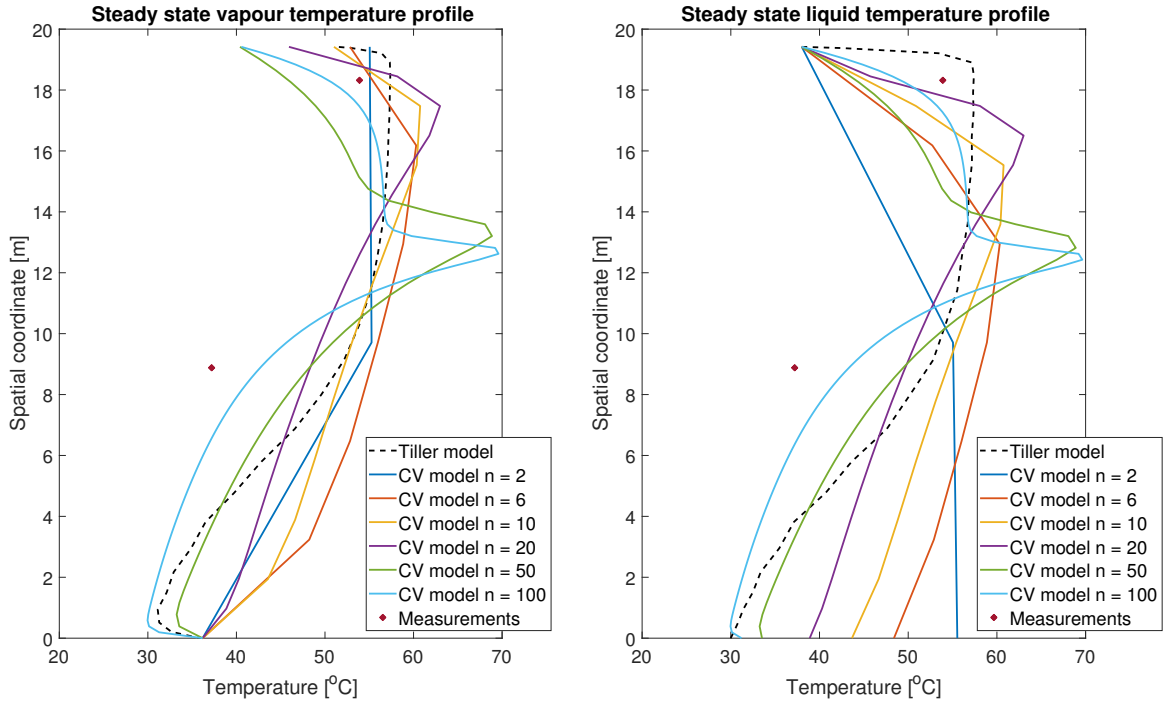 Steady state vapour temperature profile
20
18
16
14
12
10
8
6
4
2
0
Spatial coordinate [m]
20
30
40
50
60
70
Temperature [°C]
Tiller model
CV model n = 2
CV model n = 6
CV model n = 10
CV model n = 20
CV model n = 50
CV model n = 100
Measurements
Steady state liquid temperature profile
20
18
16
14
12
10
8
6
4
2
0
Spatial coordinate [m]
20
30
40
50
60
70
Temperature [°C]
Tiller model
CV model n = 2
CV model n = 6
CV model n = 10
CV model n = 20
CV model n = 50
CV model n = 100
Measurements